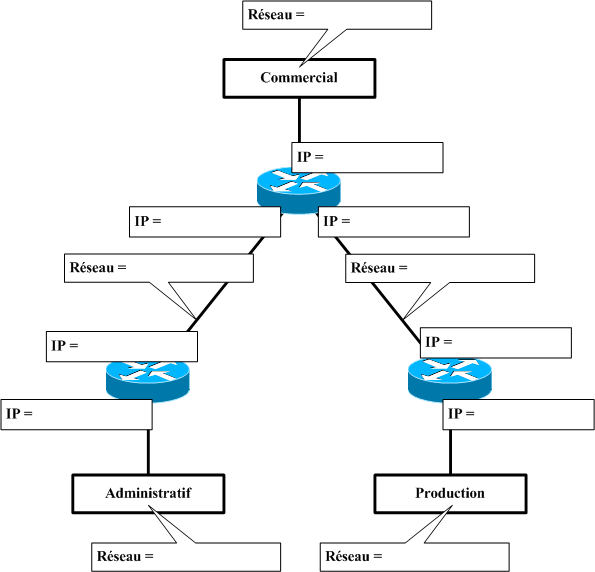 Réseau =
Commercial
IP =
IP =
IP =
Réseau =
Réseau =
IP =
IP =
IP =
IP =
Administratif
Production
Réseau =
Réseau =